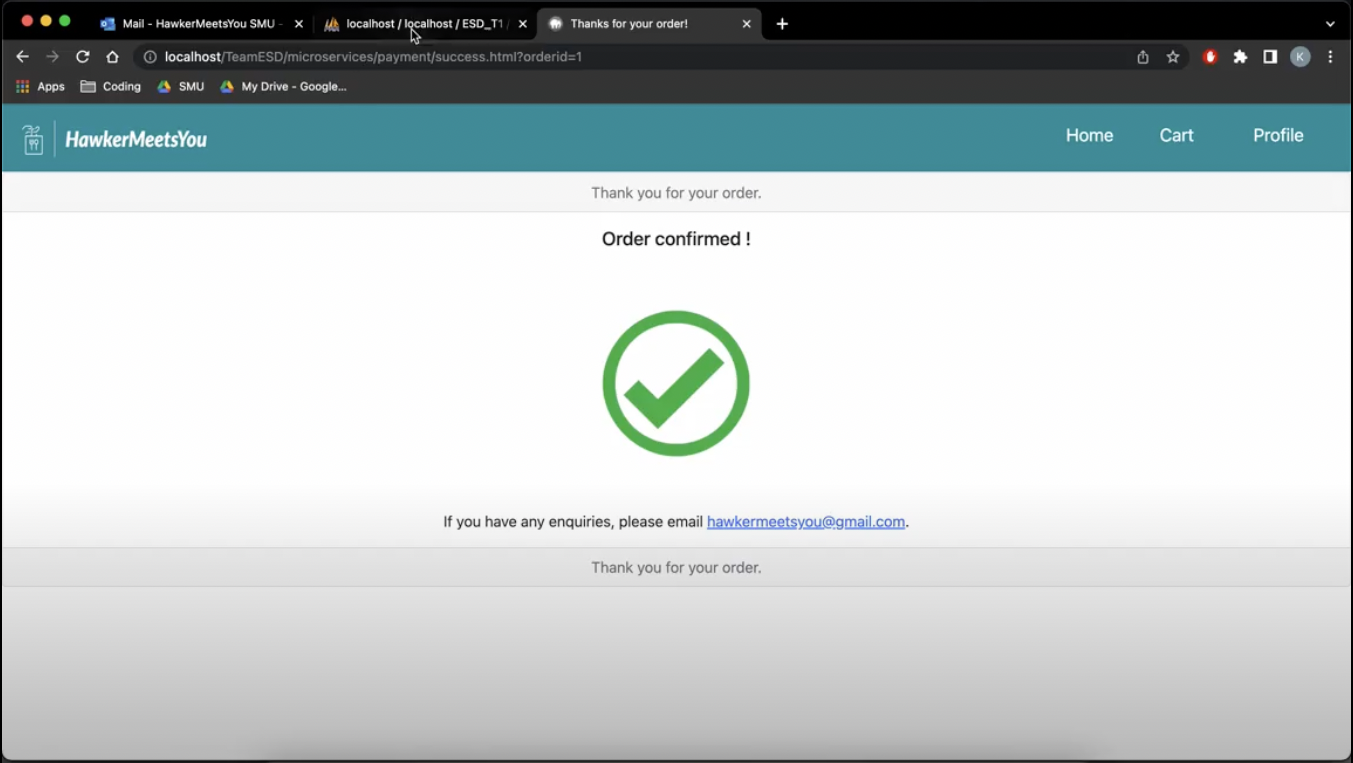 Mail - HawkerMeetsYou SMU -
localhost / localhost / ESD_T1 /
Thanks for your order!
localhost/TeamESD/microservices/payment/success.html?orderid=1
K
Apps
Coding
SMU
My Drive - Google...
HawkerMeetsYou
Home
Cart
Profile
Thank you for your order.
Order confirmed !
If you have any enquiries, please email hawkermeetsyou@gmail.com.
Thank you for your order.